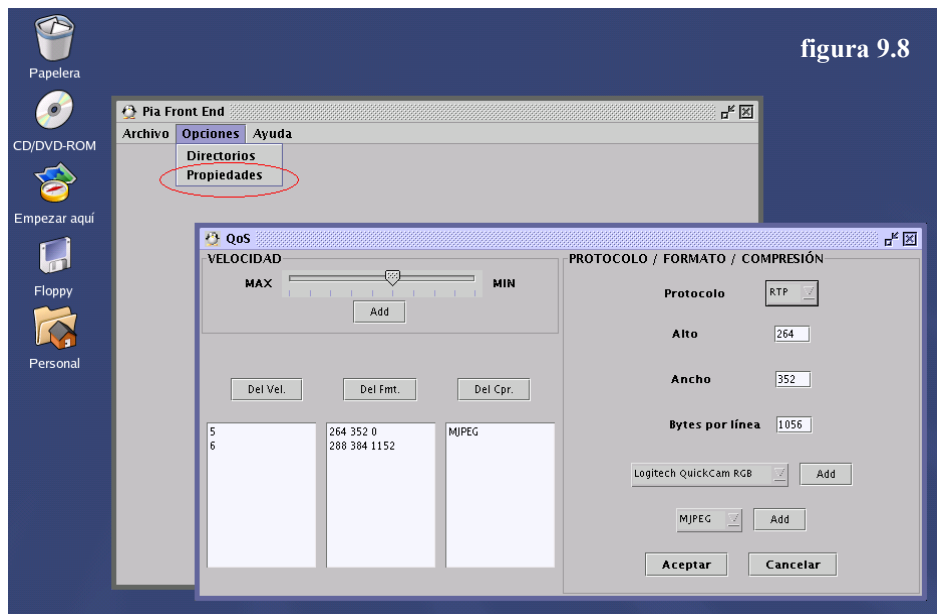 figura 9.8
Papelera
CD/DVD-ROM
Empezar aquí
Floppy
Personal
Pia Front End
Archivo Opciones Ayuda
Directorios
Propiedades
QoS
VELOCIDAD
MAX MIN
Add
Del Vel. Del Fmt. Del Cpr.
5
6
264 352 0
288 384 1152
MJPEG
PROTOCOLO / FORMATO / COMPRESIÓN
Protocolo RTP
Alto 264
Ancho 352
Bytes por línea 1056
Logitech QuickCam RGB Add
MJPEG Add
Aceptar Cancelar